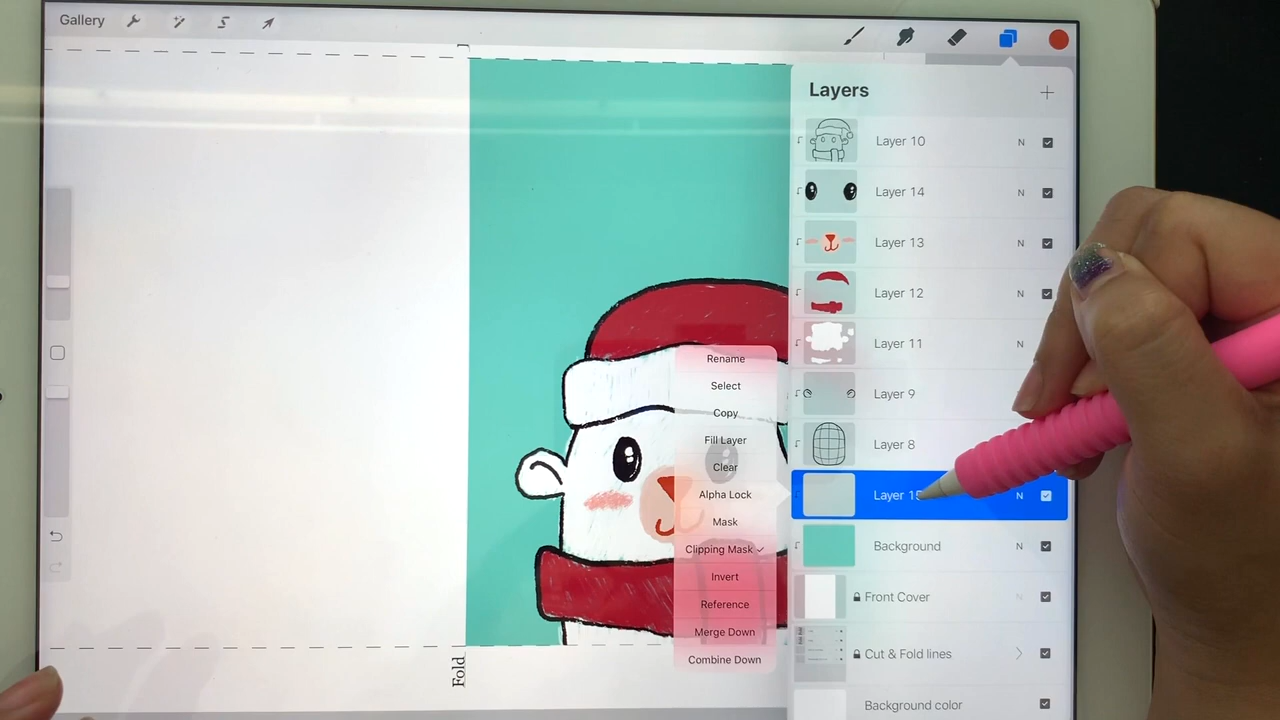 Gallery
Layers
Layer 10 N
Layer 14 N
Layer 13 N
Layer 12 N
Layer 11 N
Layer 9
Layer 8
Layer 15 N
Background N
Front Cover N
Cut & Fold lines
Background color
Rename
Select
Copy
Fill Layer
Clear
Alpha Lock
Mask
Clipping Mask
Invert
Reference
Merge Down
Combine Down
Fold